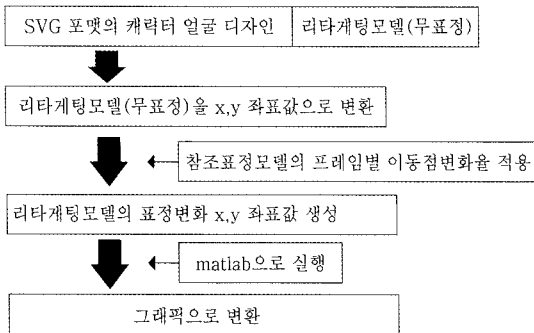 SVG 포맷의 캐릭터 얼굴 디자인
리타게팅모델(무표정)
리타게팅모델(무표정)을 x,y 좌표값으로 변환
참조표정모델의 프레임별 이동점변화율 적용
리타게팅모델의 표정변화 x,y 좌표값 생성
matlab으로 실행
그래픽으로 변환